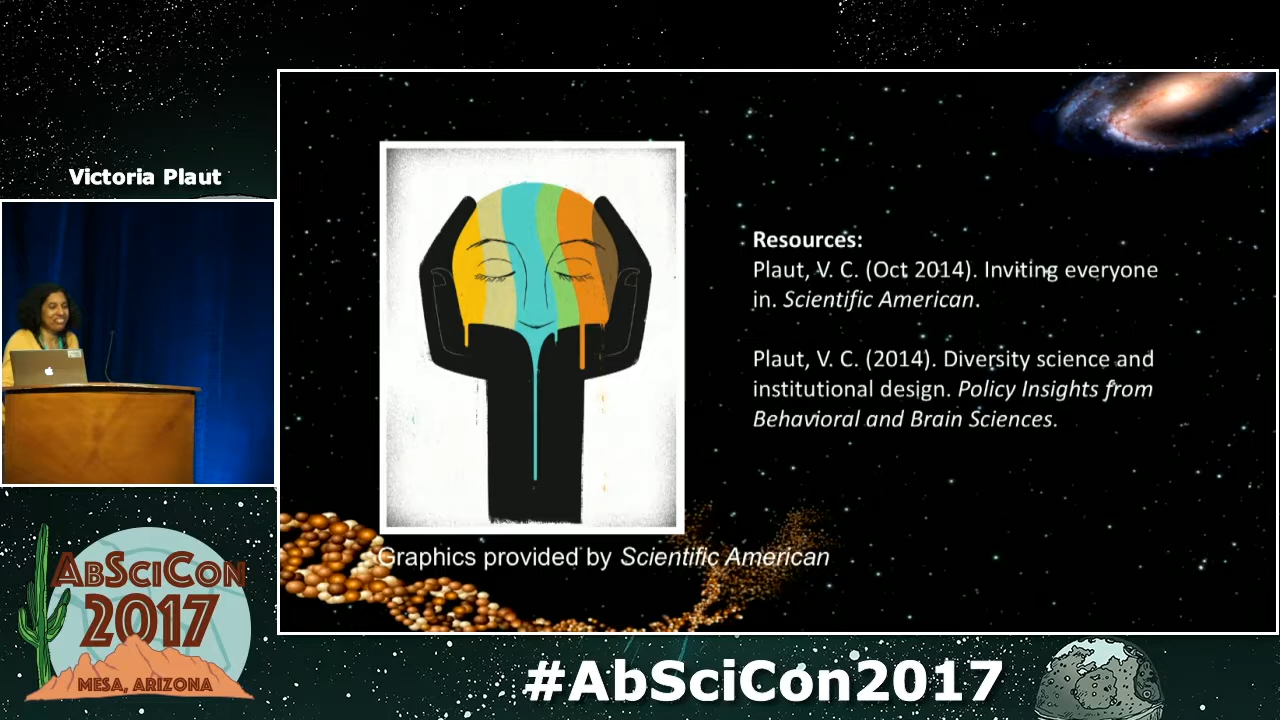 Victoria Plaut
Resources:
Plaut, V. C. (Oct 2014). Inviting everyone
in. Scientific American.
Plaut, V. C. (2014). Diversity science and
institutional design. Policy Insights from
Behavioral and Brain Sciences.
Graphics provided by Scientific American
AbSciCon
2017
MESA, ARIZONA
#AbSciCon2017